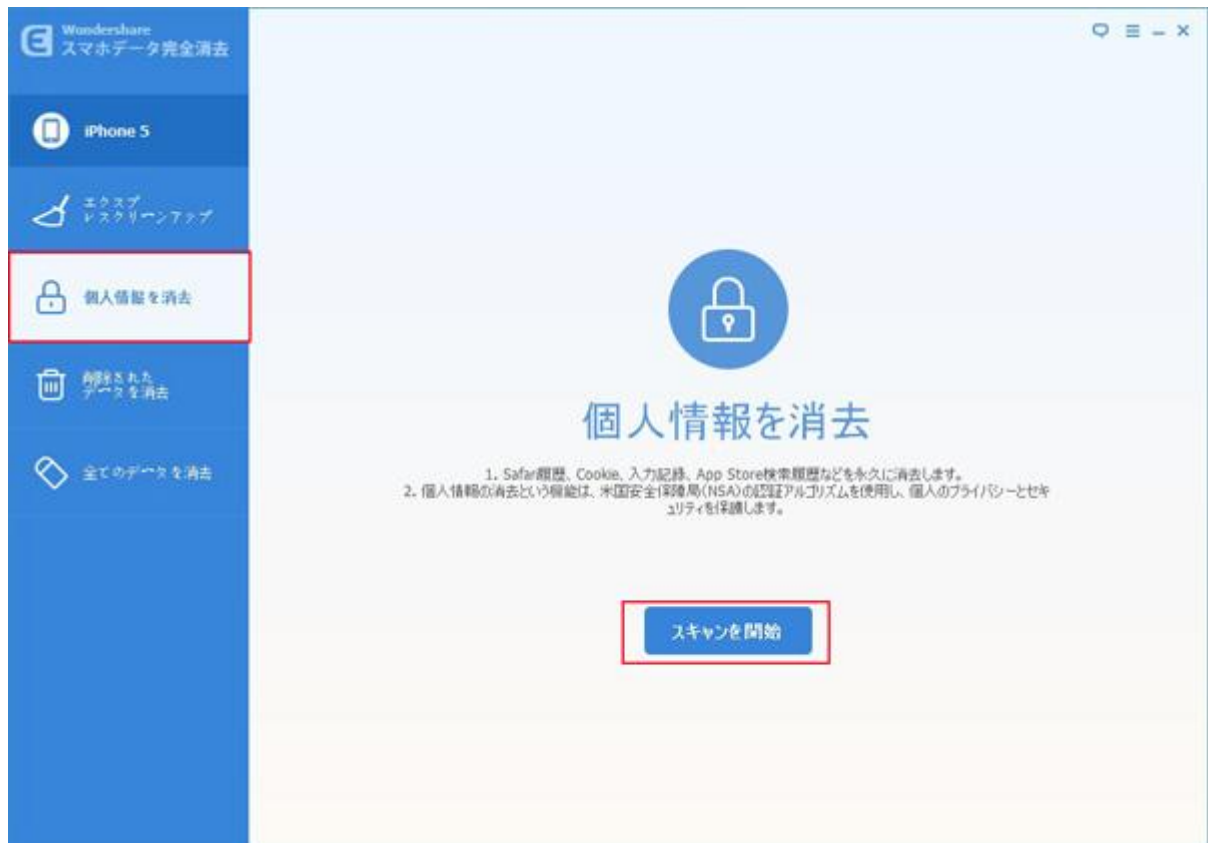 Wondershare
スマホデータ完全消去
iPhone 5
エクスプ
レスクリーンアップ
個人情報を消去
削除された
データを消去
全てのデータを消去
個人情報を消去
1. Safari履歴、Cookie、入力記録、App Store検索履歴などを永久に消去します。
2. 個人情報の消去という機能は、米国安全保障局(NSA)の認証アルゴリズムを使用し、個人のプライバシーとセキ
ュリティを保護します。
スキャンを開始